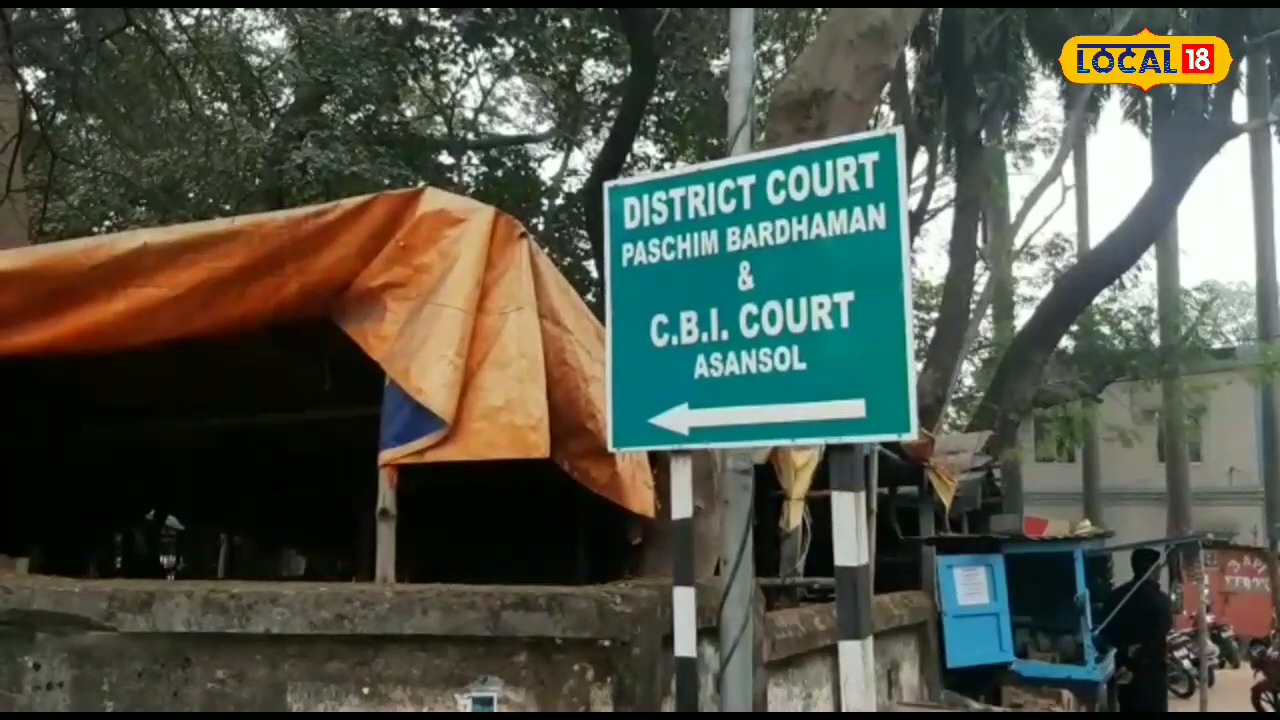 LOCAL 18
DISTRICT COURT
PASCHIM BARDHAMAN
&
C.B.I. COURT
ASANSOL